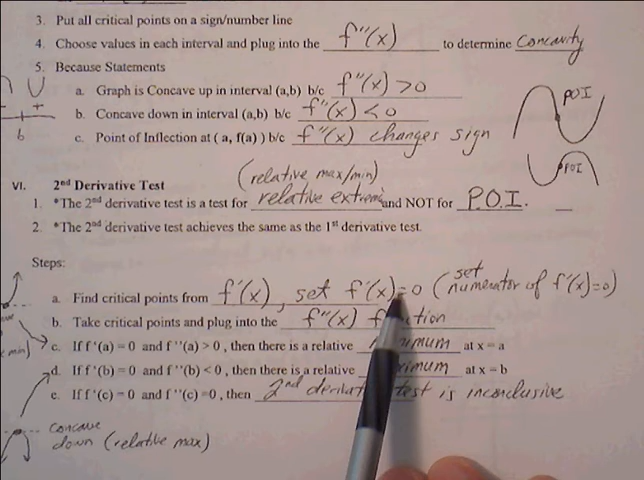 3. Put all critical points on a sign/number line
4. Choose values in each interval and plug into the f''(x) to determine Concavity
5. Because Statements
a. Graph is Concave up in interval (a,b) b/c f''(x) > 0
b. Concave down in interval (a,b) b/c f''(x) < 0
c. Point of Inflection at ( a, f(a) ) b/c f''(x) changes sign
POI
POI
+
b
(relative max/min)
VI. 2nd Derivative Test
1. *The 2nd derivative test is a test for relative extrema and NOT for P.O.I.
2. *The 2nd derivative test achieves the same as the 1st derivative test.
Steps:
a. Find critical points from f'(x), set f'(x)=0 (set numerator of f'(x)=0)
b. Take critical points and plug into the f''(x)
c. If f '(a) = 0 and f ''(a) > 0 , then there is a relative at x = a
d. If f '(b) = 0 and f ''(b) < 0 , then there is a relative at x = b
e. If f '(c) = 0 and f ''(c) =0 , then 2nd test is inconclusive
min)
concave
down (relative max)